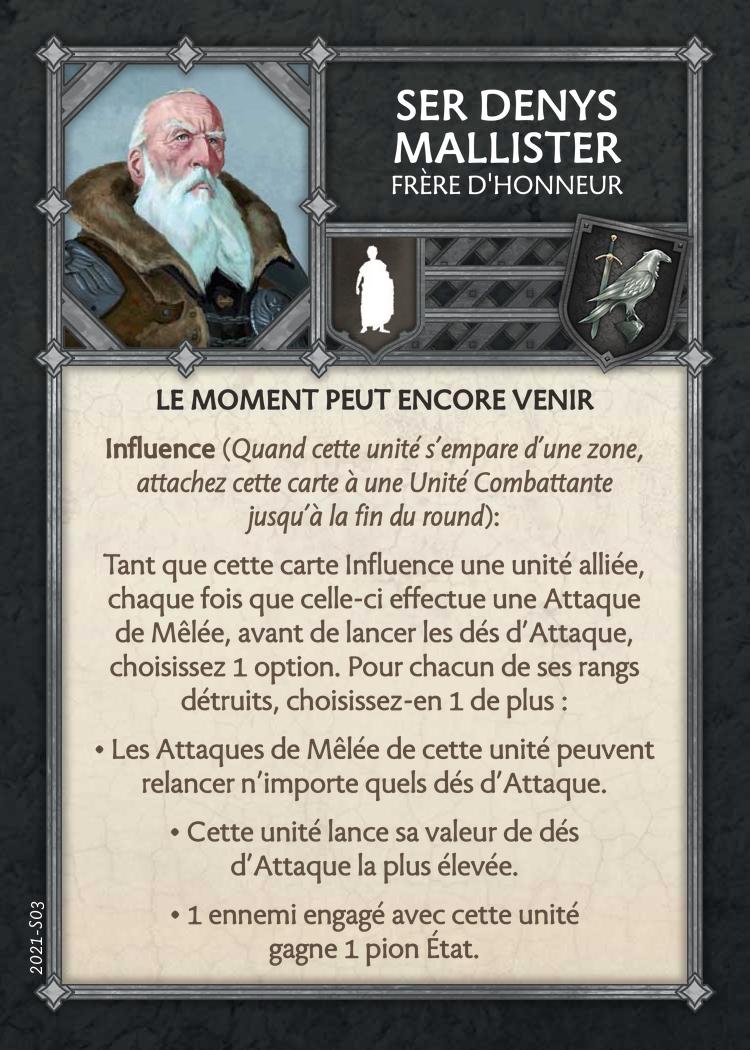 SER DENYS
MALLISTER
FRÈRE D'HONNEUR
LE MOMENT PEUT ENCORE VENIR
Influence (Quand cette unité s’empare d’une zone,
attachez cette carte à une Unité Combattante
jusqu’à la fin du round):
Tant que cette carte Influence une unité alliée,
chaque fois que celle-ci effectue une Attaque
de Mêlée, avant de lancer les dés d’Attaque,
choisissez 1 option. Pour chacun de ses rangs
détruits, choisissez-en 1 de plus :
• Les Attaques de Mêlée de cette unité peuvent
relancer n’importe quels dés d’Attaque.
• Cette unité lance sa valeur de dés
d’Attaque la plus élevée.
• 1 ennemi engagé avec cette unité
gagne 1 pion État.
2021-S03